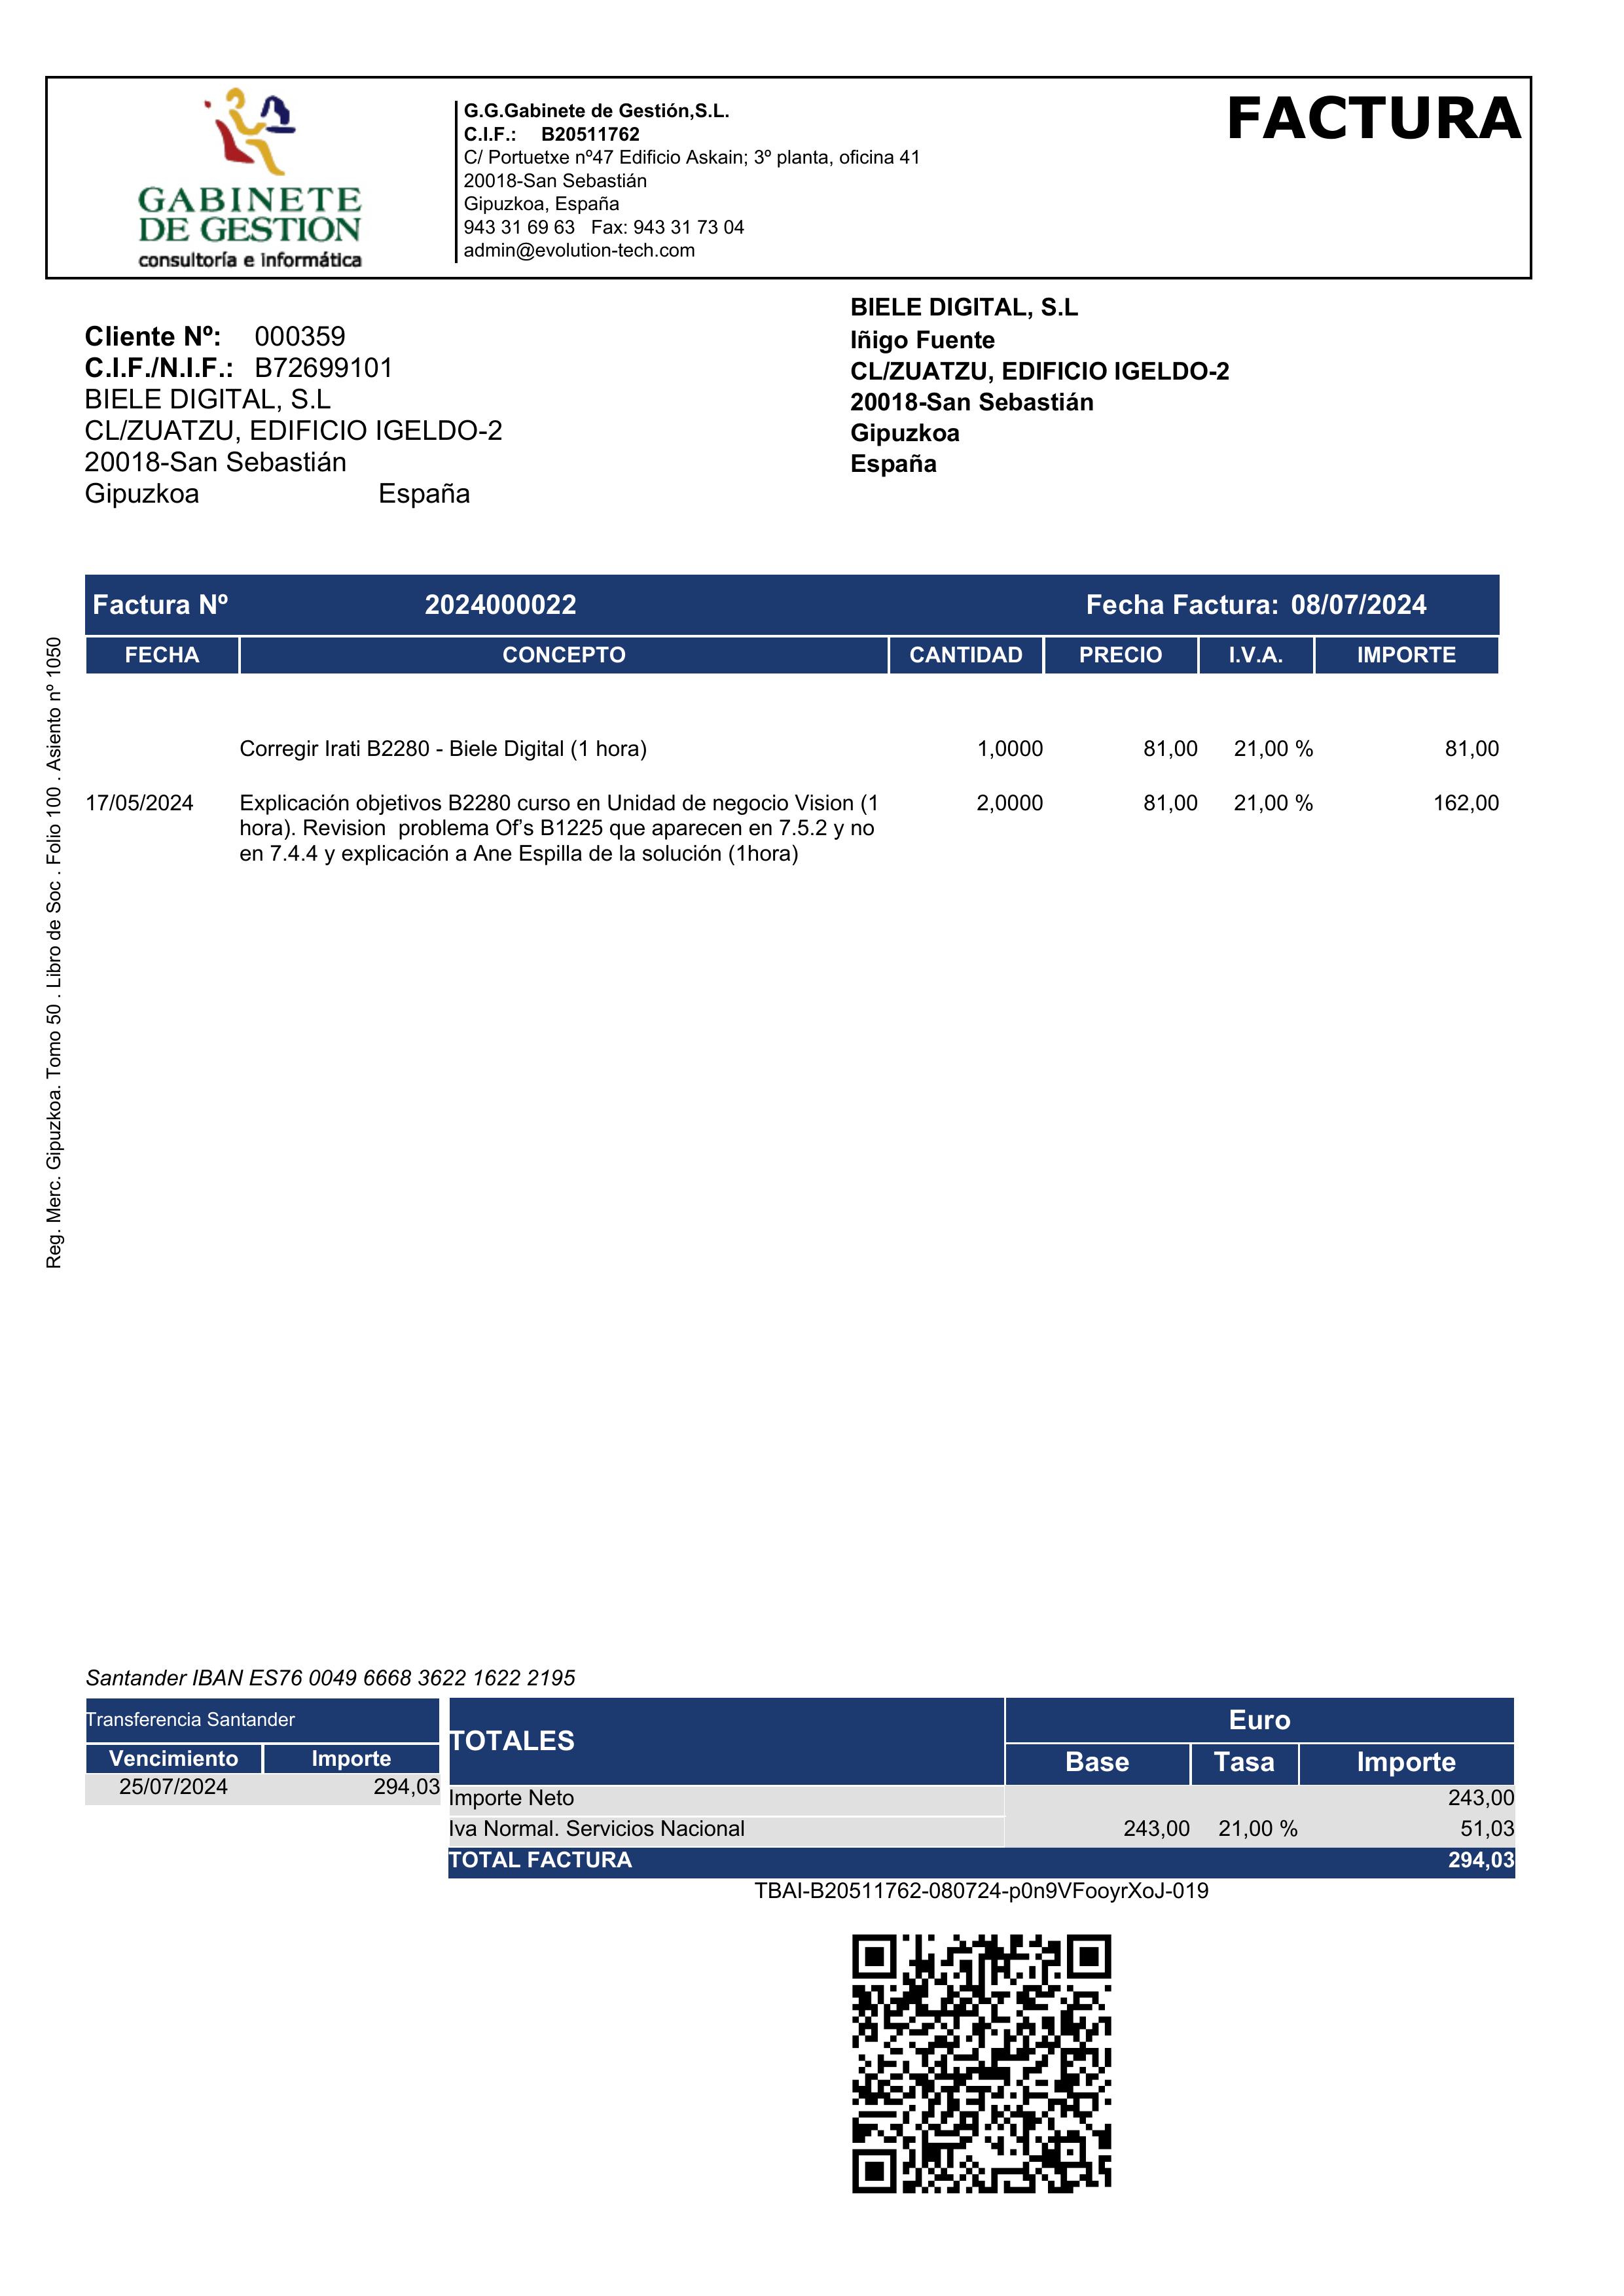 GABINETE
DE GESTION
consultoría e informática
G.G.Gabinete de Gestión,S.L.
C.I.F.: B20511762
C/ Portuetxe nº47 Edificio Askain; 3º planta, oficina 41
20018-San Sebastián
Gipuzkoa, España
943 31 69 63 Fax: 943 31 73 04
admin@evolution-tech.com
FACTURA
Cliente Nº: 000359
C.I.F./N.I.F.: B72699101
BIELE DIGITAL, S.L
CL/ZUATZU, EDIFICIO IGELDO-2
20018-San Sebastián
Gipuzkoa España
BIELE DIGITAL, S.L
Iñigo Fuente
CL/ZUATZU, EDIFICIO IGELDO-2
20018-San Sebastián
Gipuzkoa
España
Reg. Merc. Gipuzkoa. Tomo 50 . Libro de Soc . Folio 100 . Asiento nº 1050
Factura Nº 2024000022 Fecha Factura: 08/07/2024
FECHA CONCEPTO CANTIDAD PRECIO I.V.A. IMPORTE
Corregir Irati B2280 - Biele Digital (1 hora) 1,0000 81,00 21,00 % 81,00
17/05/2024 Explicación objetivos B2280 curso en Unidad de negocio Vision (1 2,0000 81,00 21,00 % 162,00
hora). Revision problema Of's B1225 que aparecen en 7.5.2 y no
en 7.4.4 y explicación a Ane Espilla de la solución (1hora)
Santander IBAN ES76 0049 6668 3622 1622 2195
Transferencia Santander
Vencimiento Importe
25/07/2024 294,03
TOTALES Euro
Base Tasa Importe
Importe Neto 243,00
Iva Normal. Servicios Nacional 243,00 21,00 % 51,03
TOTAL FACTURA 294,03
TBAI-B20511762-080724-p0n9VFooyrXoJ-019